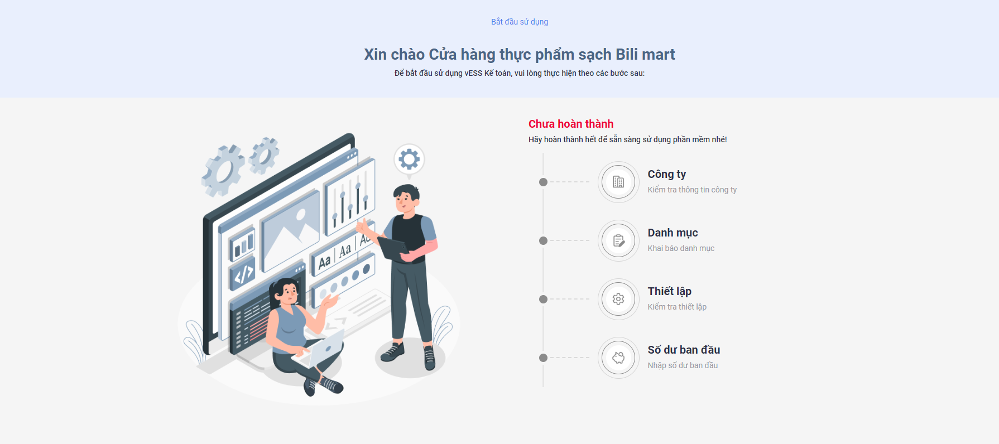 Bắt đầu sử dụng
Xin chào Cửa hàng thực phẩm sạch Bili mart
Để bắt đầu sử dụng vESS Kế toán, vui lòng thực hiện theo các bước sau:
Chưa hoàn thành
Hãy hoàn thành hết để sẵn sàng sử dụng phần mềm nhé!
Công ty
Kiểm tra thông tin công ty
Danh mục
Khai báo danh mục
Thiết lập
Kiểm tra thiết lập
Số dư ban đầu
Nhập số dư ban đầu
Aa | Aa | Ac